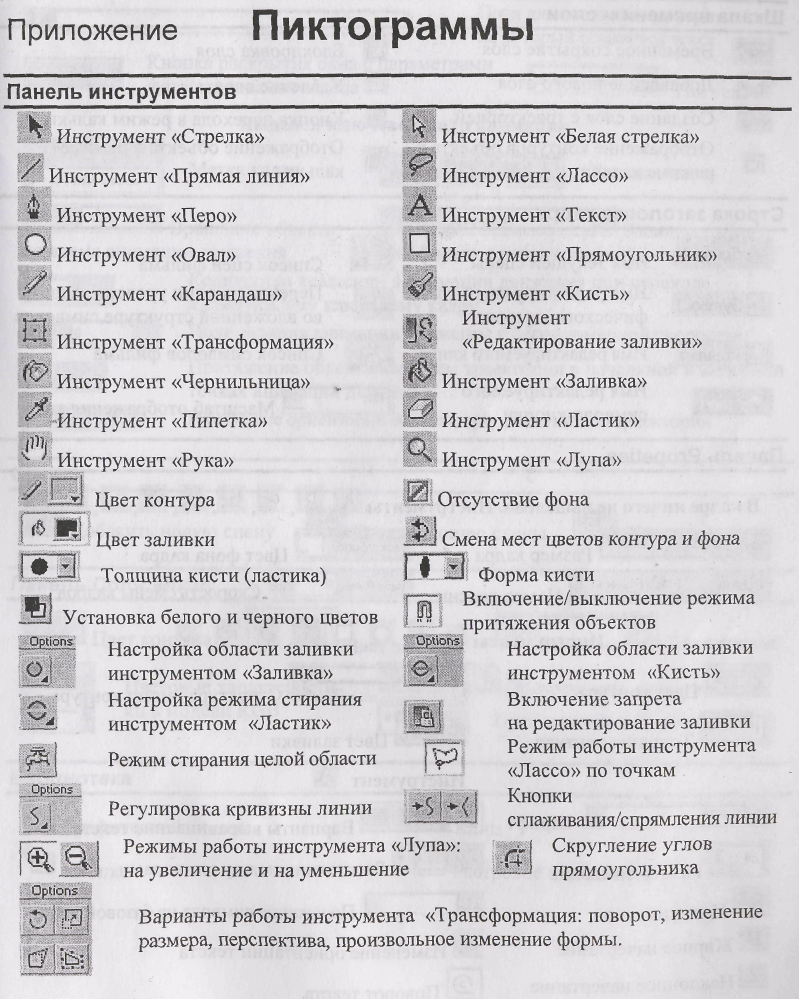 Приложение Пиктограммы
Панель инструментов
Инструмент «Стрелка» Инструмент «Белая стрелка»
Инструмент «Прямая линия» Инструмент «Лассо»
Инструмент «Перо» Инструмент «Текст»
Инструмент «Овал» Инструмент «Прямоугольник»
Инструмент «Карандаш» Инструмент «Кисть»
Инструмент
Инструмент «Трансформация» «Редактирование заливки»
Инструмент «Чернильница» Инструмент «Заливка»
Инструмент «Пипетка» Инструмент «Ластик»
Инструмент «Рука» Инструмент «Лупа»
Цвет контура Отсутствие фона
Цвет заливки Смена мест цветов контура и фона
Толщина кисти (ластика) Форма кисти
Установка белого и черного цветов Включение/выключение режима
притяжения объектов
Options Options
Настройка области заливки Настройка области заливки
инструментом «Заливка» инструментом «Кисть»
Настройка режима стирания Включение запрета
инструментом «Ластик» на редактирование заливки
Режим стирания целой области Режим работы инструмента
«Лассо» по точкам
Options
Регулировка кривизны линии Кнопки
сглаживания/спрямления линии
Режимы работы инструмента «Лупа»: Скругление углов
на увеличение и на уменьшение прямоугольника
Options
Варианты работы инструмента «Трансформация: поворот, изменение
размера, перспектива, произвольное изменение формы.